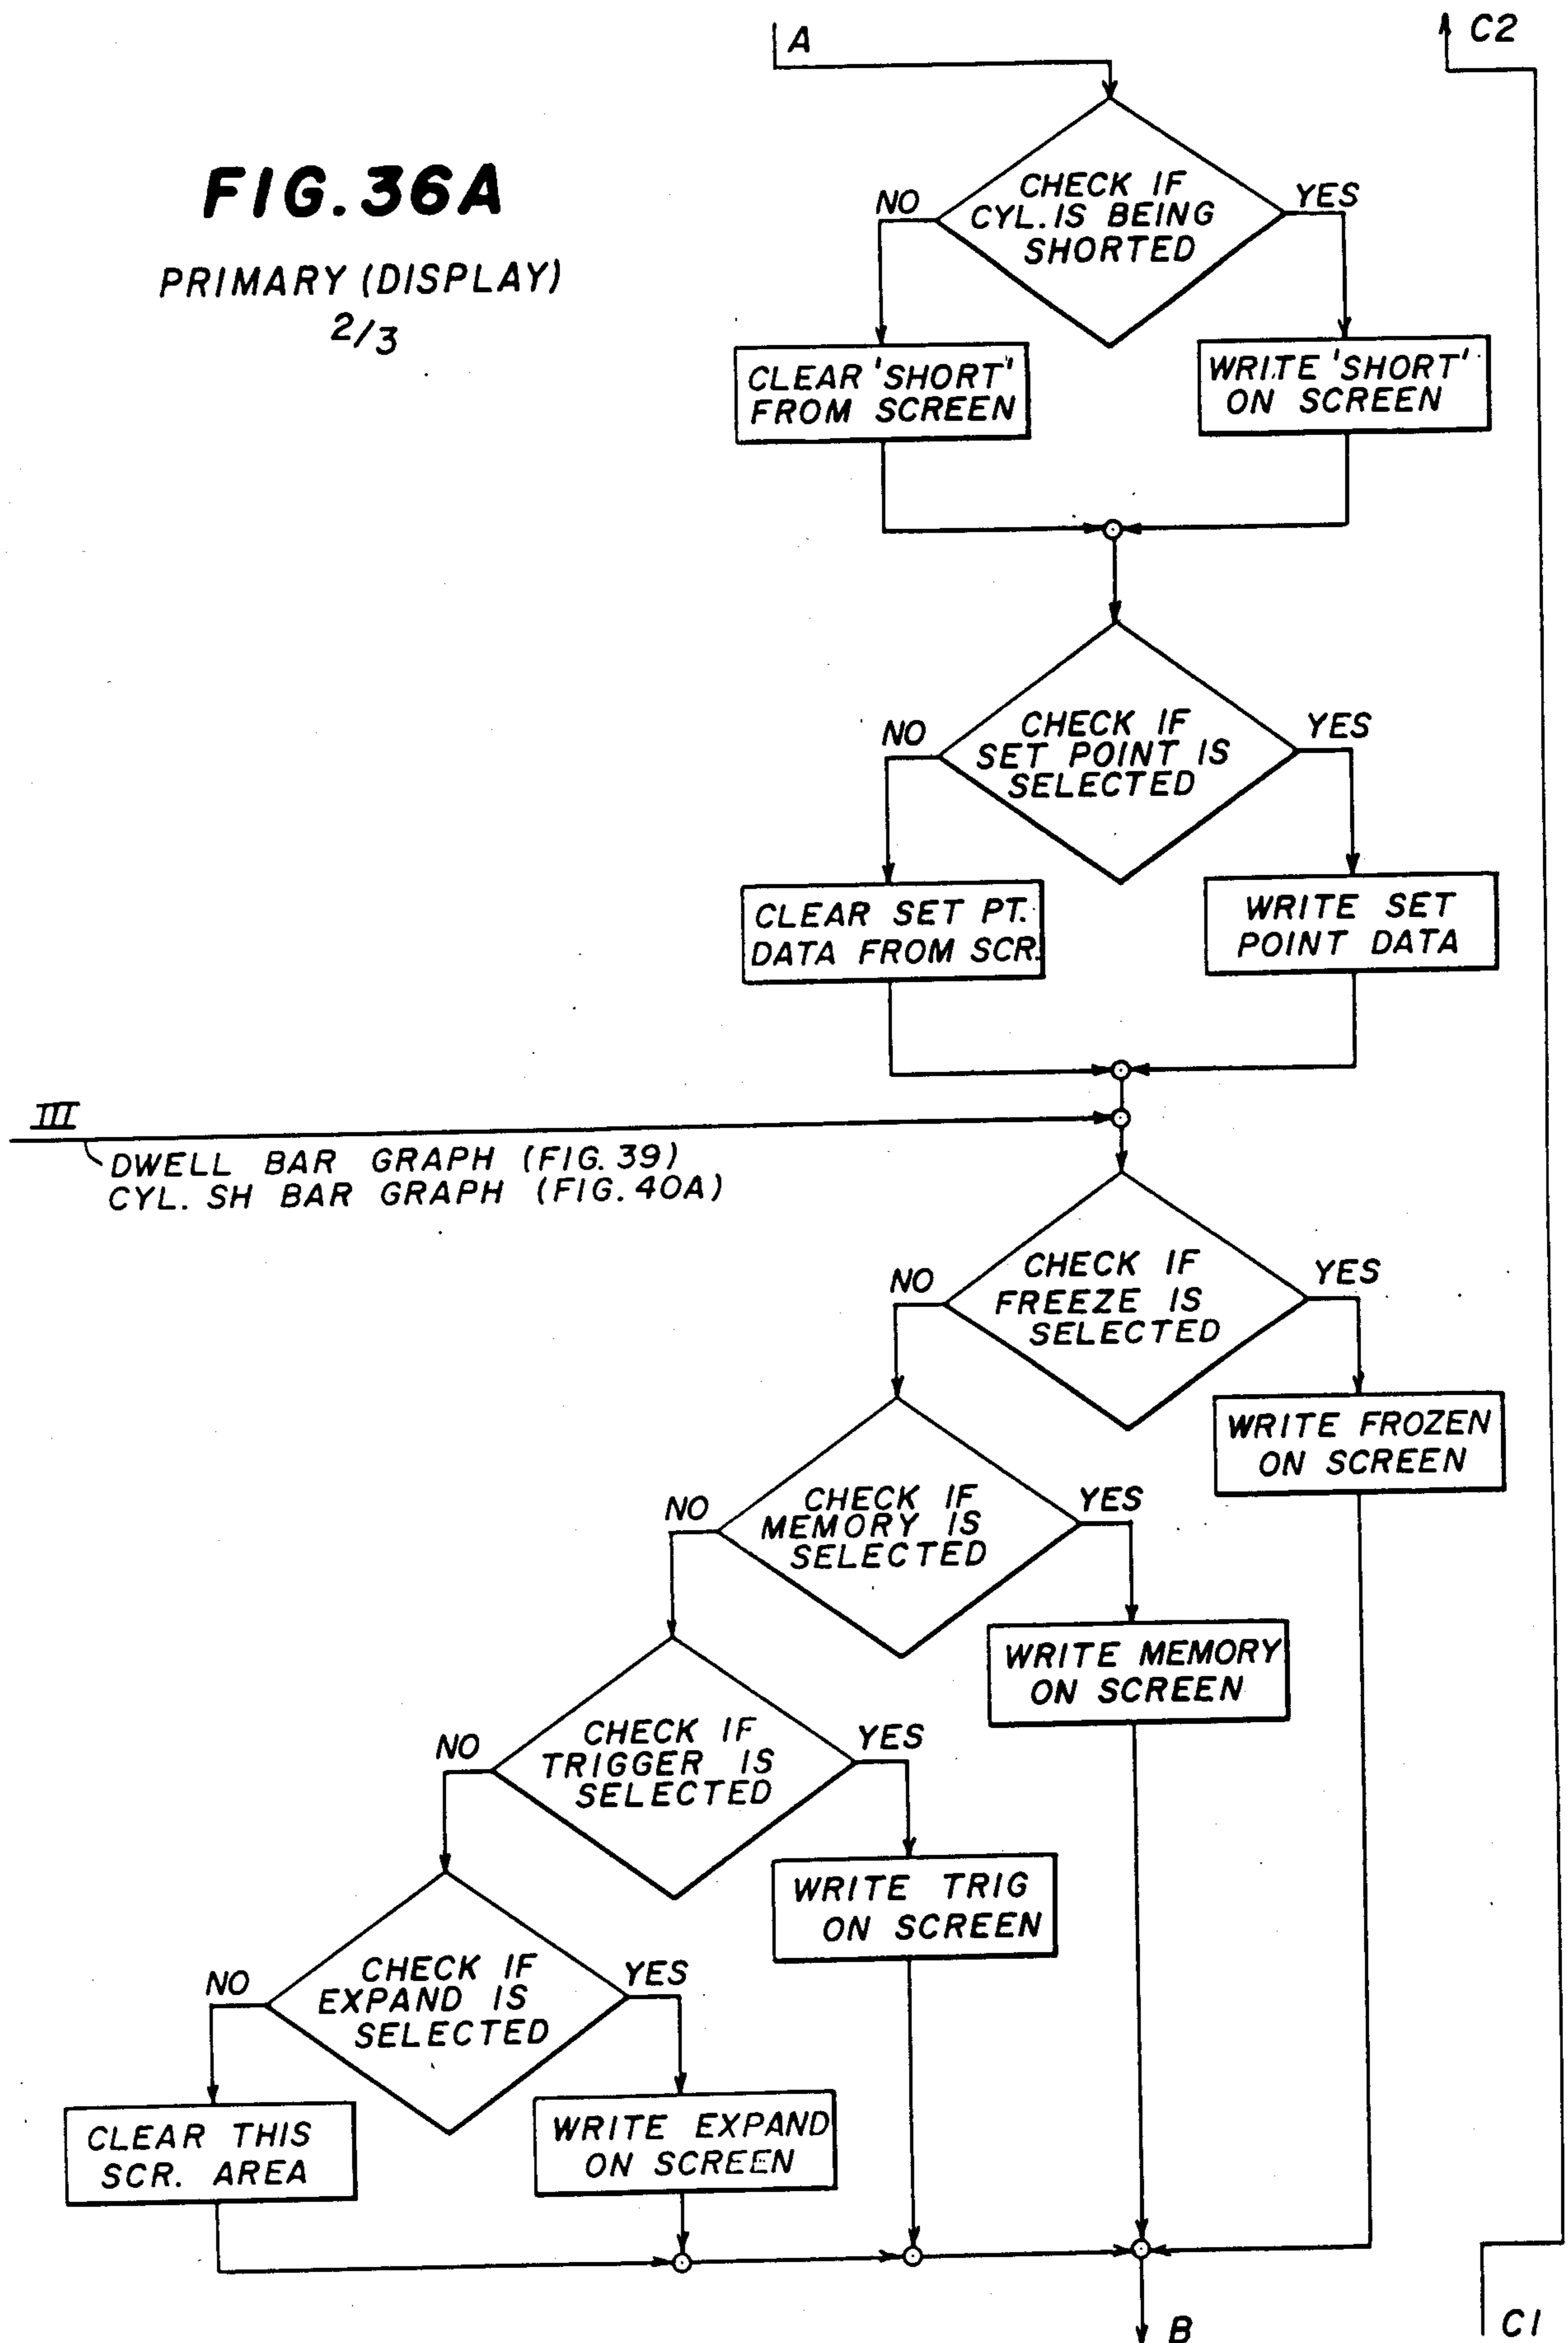 A
C2
FIG. 36A
PRIMARY (DISPLAY)
2/3
CHECK IF
CYL. IS BEING
SHORTED
NO
YES
CLEAR 'SHORT'
FROM SCREEN
WRITE 'SHORT'
ON SCREEN
CHECK IF
SET POINT IS
SELECTED
NO
YES
CLEAR SET PT.
DATA FROM SCR.
WRITE SET
POINT DATA
III
DWELL BAR GRAPH (FIG. 39)
CYL. SH BAR GRAPH (FIG. 40A)
CHECK IF
FREEZE IS
SELECTED
NO
YES
WRITE FROZEN
ON SCREEN
CHECK IF
MEMORY IS
SELECTED
NO
YES
WRITE MEMORY
ON SCREEN
CHECK IF
TRIGGER IS
SELECTED
NO
YES
WRITE TRIG
ON SCREEN
CHECK IF
EXPAND IS
SELECTED
NO
YES
CLEAR THIS
SCR. AREA
WRITE EXPAND
ON SCREEN
B
C1